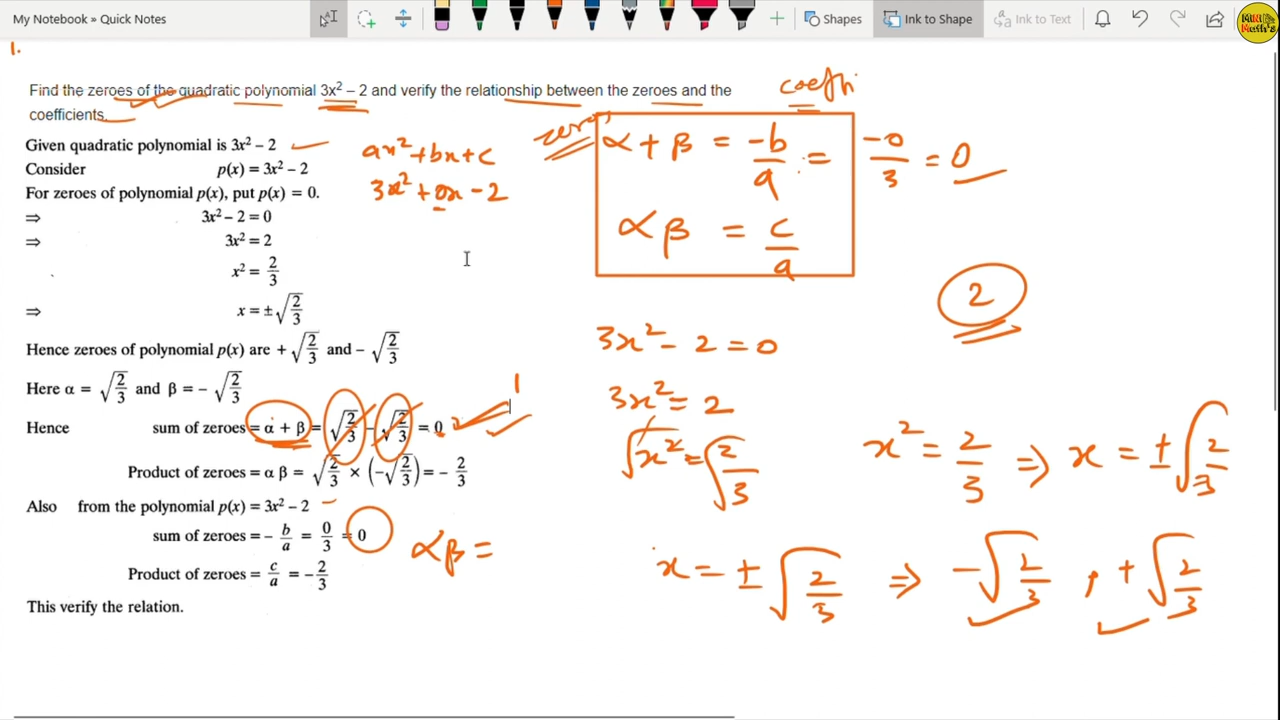 My Notebook » Quick Notes
Shapes
Ink to Shape
Ink to Text
MKR Math's
1.
Find the zeroes of the quadratic polynomial 3x² – 2 and verify the relationship between the zeroes and the
coefficients.
Given quadratic polynomial is 3x² – 2
Consider p(x) = 3x² – 2
For zeroes of polynomial p(x), put p(x) = 0.
⇒ 3x² – 2 = 0
⇒ 3x² = 2
x² = 2/3
⇒ x = ±√(2/3)
Hence zeroes of polynomial p(x) are + √(2/3) and – √(2/3)
Here α = √(2/3) and β = – √(2/3)
Hence sum of zeroes = α + β = √(2/3) – √(2/3) = 0
Product of zeroes = α β = √(2/3) × (–√(2/3)) = – 2/3
Also from the polynomial p(x) = 3x² – 2
sum of zeroes = – b/a = 0/3 = 0
Product of zeroes = c/a = – 2/3
This verify the relation.
ax² + bx + c
3x² + 0x – 2
zeroes
coeffi
α + β = -b/a = -0/3 = 0
α β = c/a
2
3x² – 2 = 0
3x² = 2
√x² = √(2/3)
x² = 2/3 ⇒ x = ± √(2/3)
x = ± √(2/3) ⇒ – √(2/3) , + √(2/3)
1
αβ =